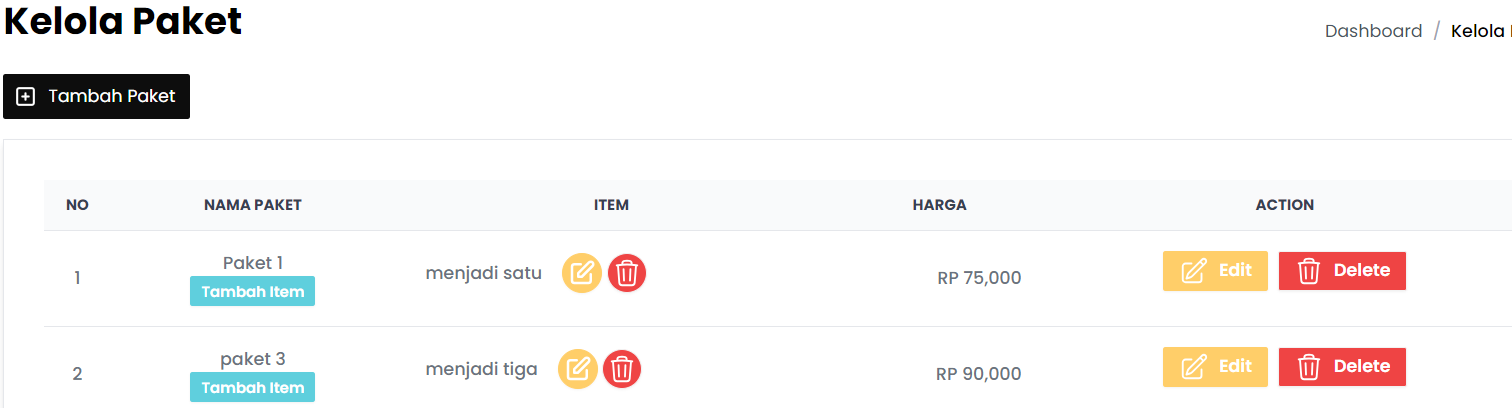 Kelola Paket
Dashboard / Kelola
Tambah Paket
NO NAMA PAKET ITEM HARGA ACTION
1 Paket 1 menjadi satu RP 75,000 Edit Delete
Tambah Item
2 paket 3 menjadi tiga RP 90,000 Edit Delete
Tambah Item